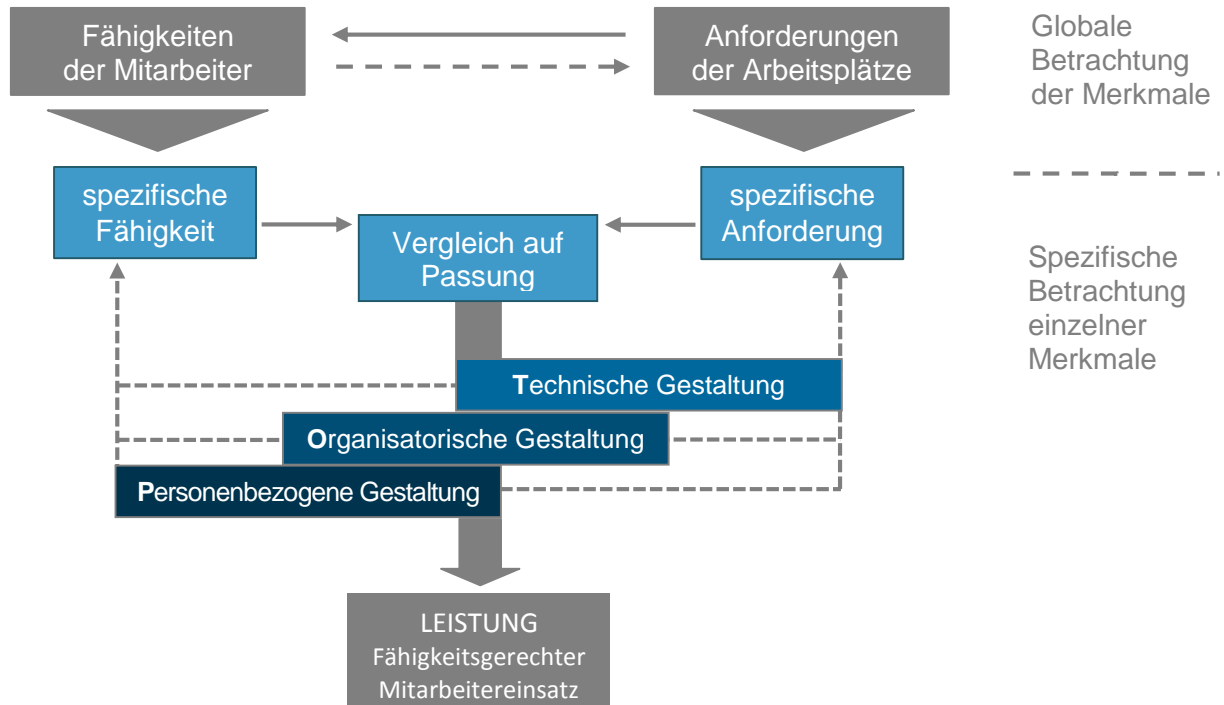 Fähigkeiten
der Mitarbeiter
Anforderungen
der Arbeitsplätze
Globale
Betrachtung
der Merkmale
spezifische
Fähigkeit
Vergleich auf
Passung
spezifische
Anforderung
Spezifische
Betrachtung
einzelner
Merkmale
Technische Gestaltung
Organisatorische Gestaltung
Personenbezogene Gestaltung
LEISTUNG
Fähigkeitsgerechter
Mitarbeitereinsatz